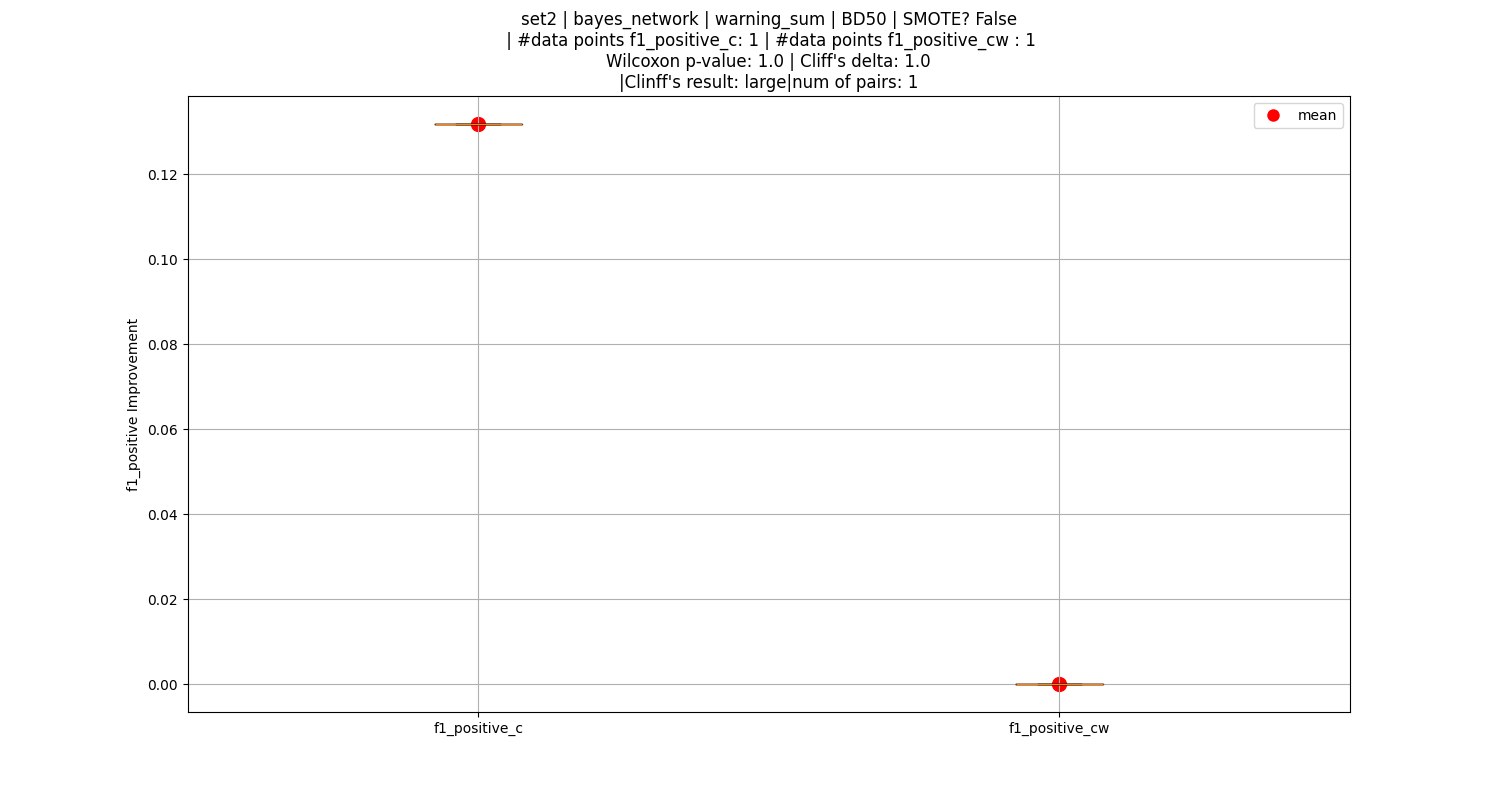 set2 | bayes_network | warning_sum | BD50 | SMOTE? False
| #data points f1_positive_c: 1 | #data points f1_positive_cw : 1
Wilcoxon p-value: 1.0 | Cliff's delta: 1.0
|Clinff's result: large|num of pairs: 1
mean
f1_positive Improvement
0.12
0.10
0.08
0.06
0.04
0.02
0.00
f1_positive_c
f1_positive_cw